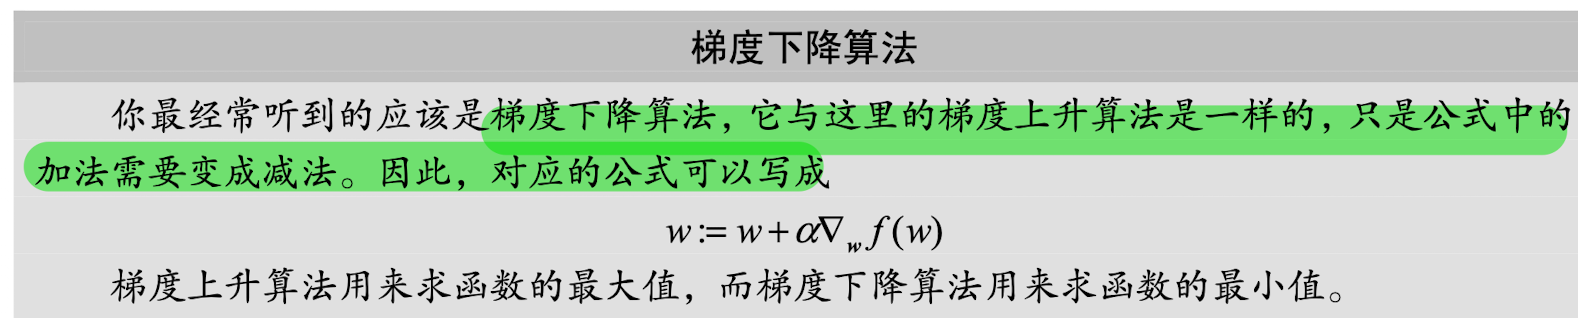 梯度下降算法
你最经常听到的应该是梯度下降算法，它与这里的梯度上升算法是一样的，只是公式中的
加法需要变成减法。因此，对应的公式可以写成
w:= w+α∇w f(w)
梯度上升算法用来求函数的最大值，而梯度下降算法用来求函数的最小值。